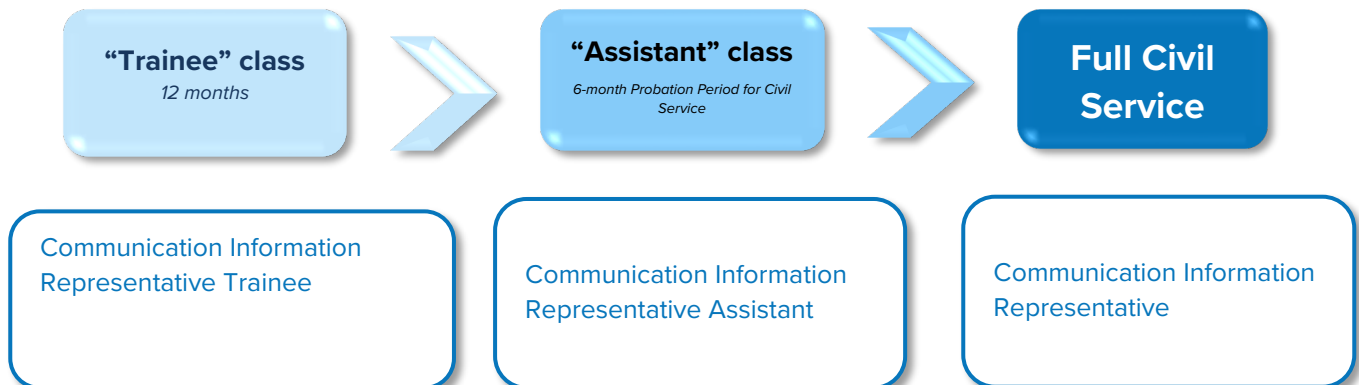 “Trainee” class
12 months
“Assistant” class
6-month Probation Period for Civil
Service
Full Civil
Service
Communication Information
Representative Trainee
Communication Information
Representative Assistant
Communication Information
Representative